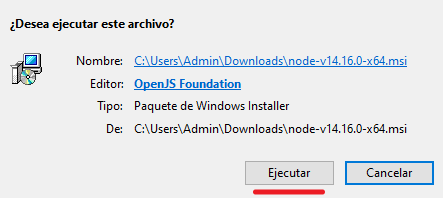 ¿Desea ejecutar este archivo?
Nombre: C:\Users\Admin\Downloads\node-v14.16.0-x64.msi
Editor: OpenJS Foundation
Tipo: Paquete de Windows Installer
De: C:\Users\Admin\Downloads\node-v14.16.0-x64.msi
Ejecutar Cancelar